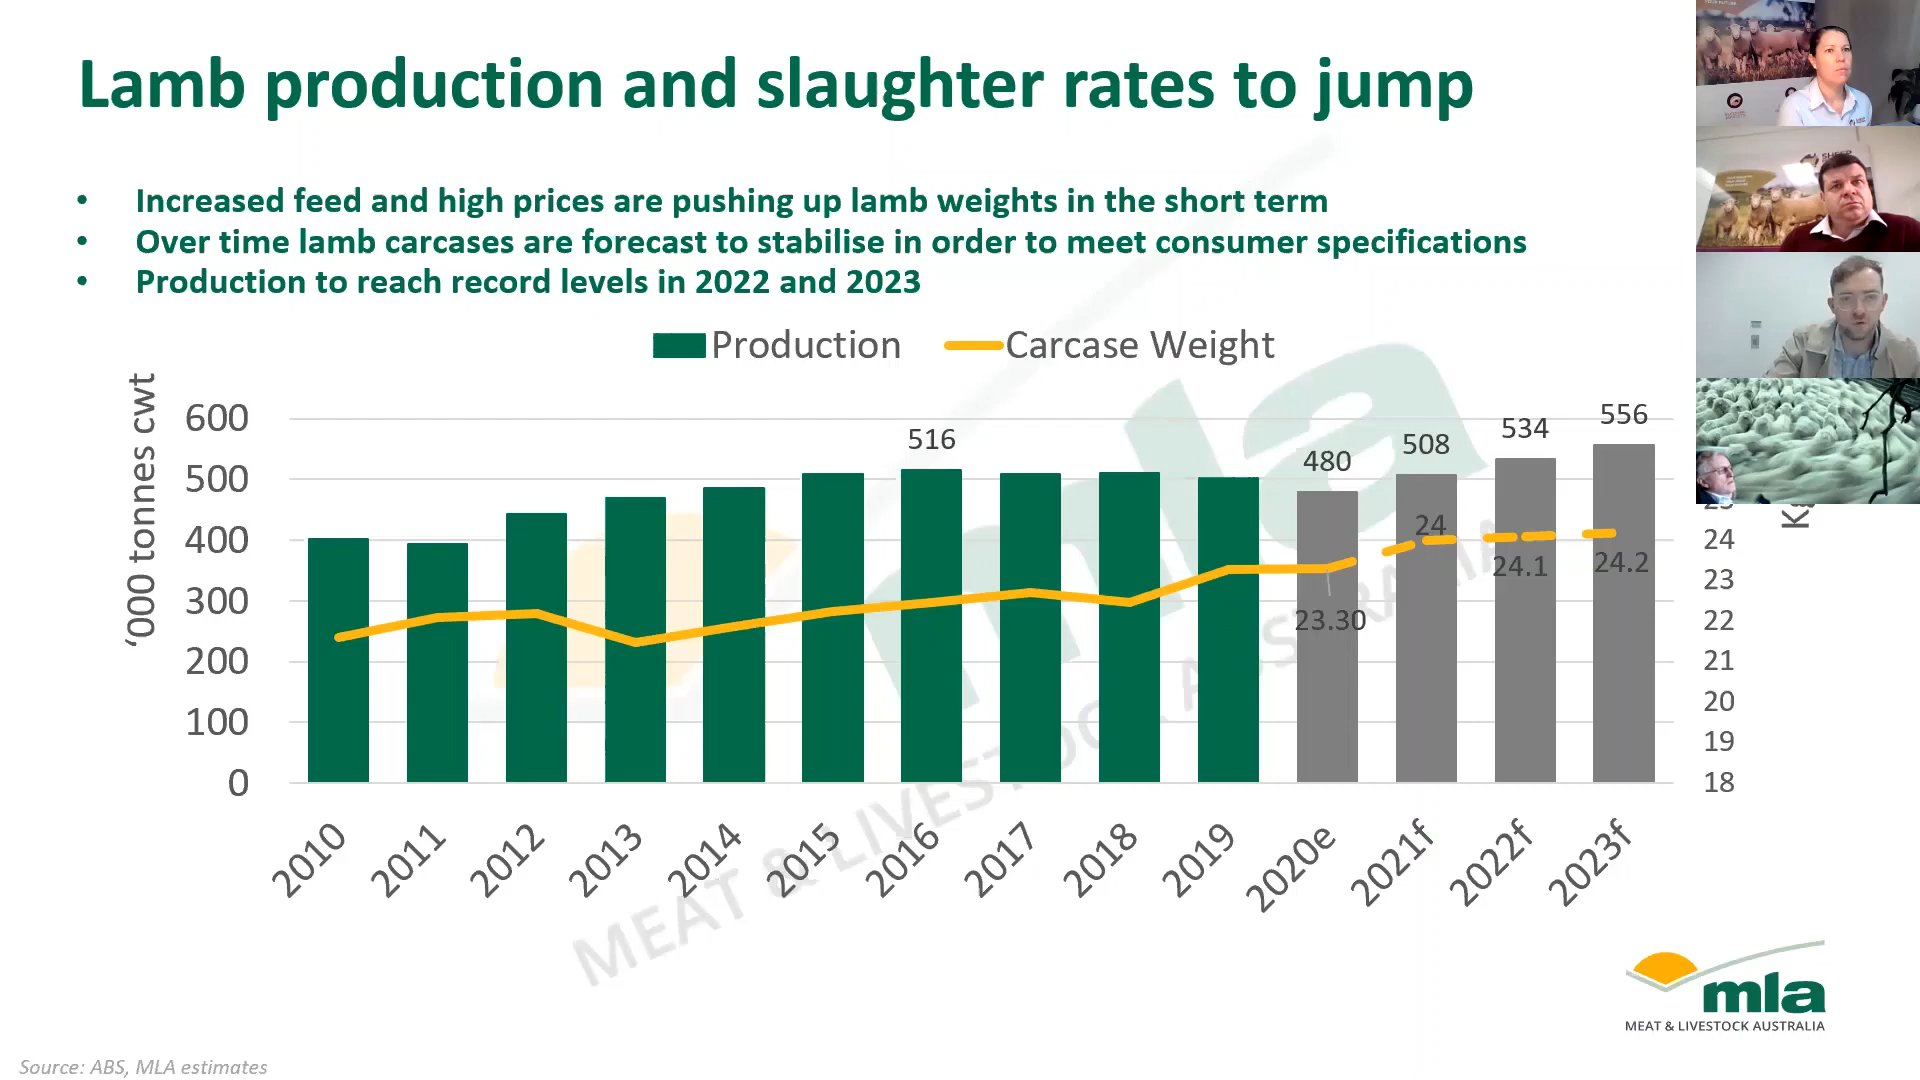 Lamb production and slaughter rates to jump
• Increased feed and high prices are pushing up lamb weights in the short term
• Over time lamb carcases are forecast to stabilise in order to meet consumer specifications
• Production to reach record levels in 2022 and 2023
Production Carcase Weight
'000 tonnes cwt
600
500
400
300
200
100
0
516
480
508
534
556
23.30
24
24.1
24.2
24
23
22
21
20
19
18
2010 2011 2012 2013 2014 2015 2016 2017 2018 2019 2020e 2021f 2022f 2023f
mla
MEAT & LIVESTOCK AUSTRALIA
mla
MEAT & LIVESTOCK AUSTRALIA
Source: ABS, MLA estimates